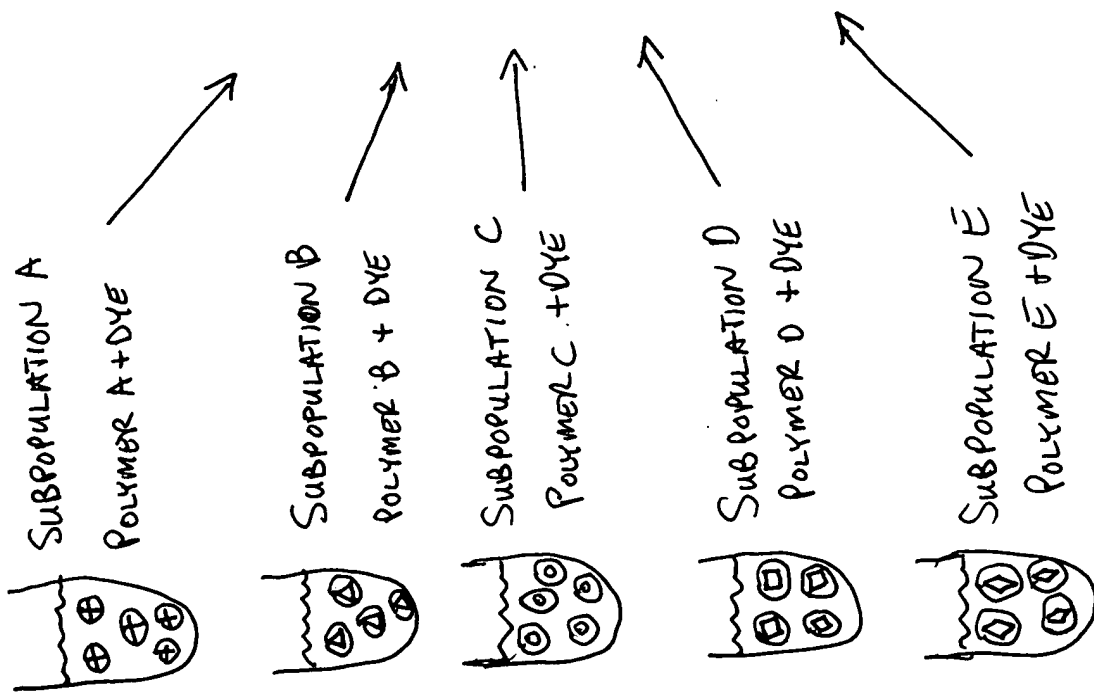 SUBPOPULATION A
POLYMER A+DYE
SUBPOPULATION B
POLYMER B + DYE
SUBPOPULATION C
POLYMER C +DYE
SUBPOPULATION D
POLYMER D +DYE
SUBPOPULATION E
POLYMER E +DYE